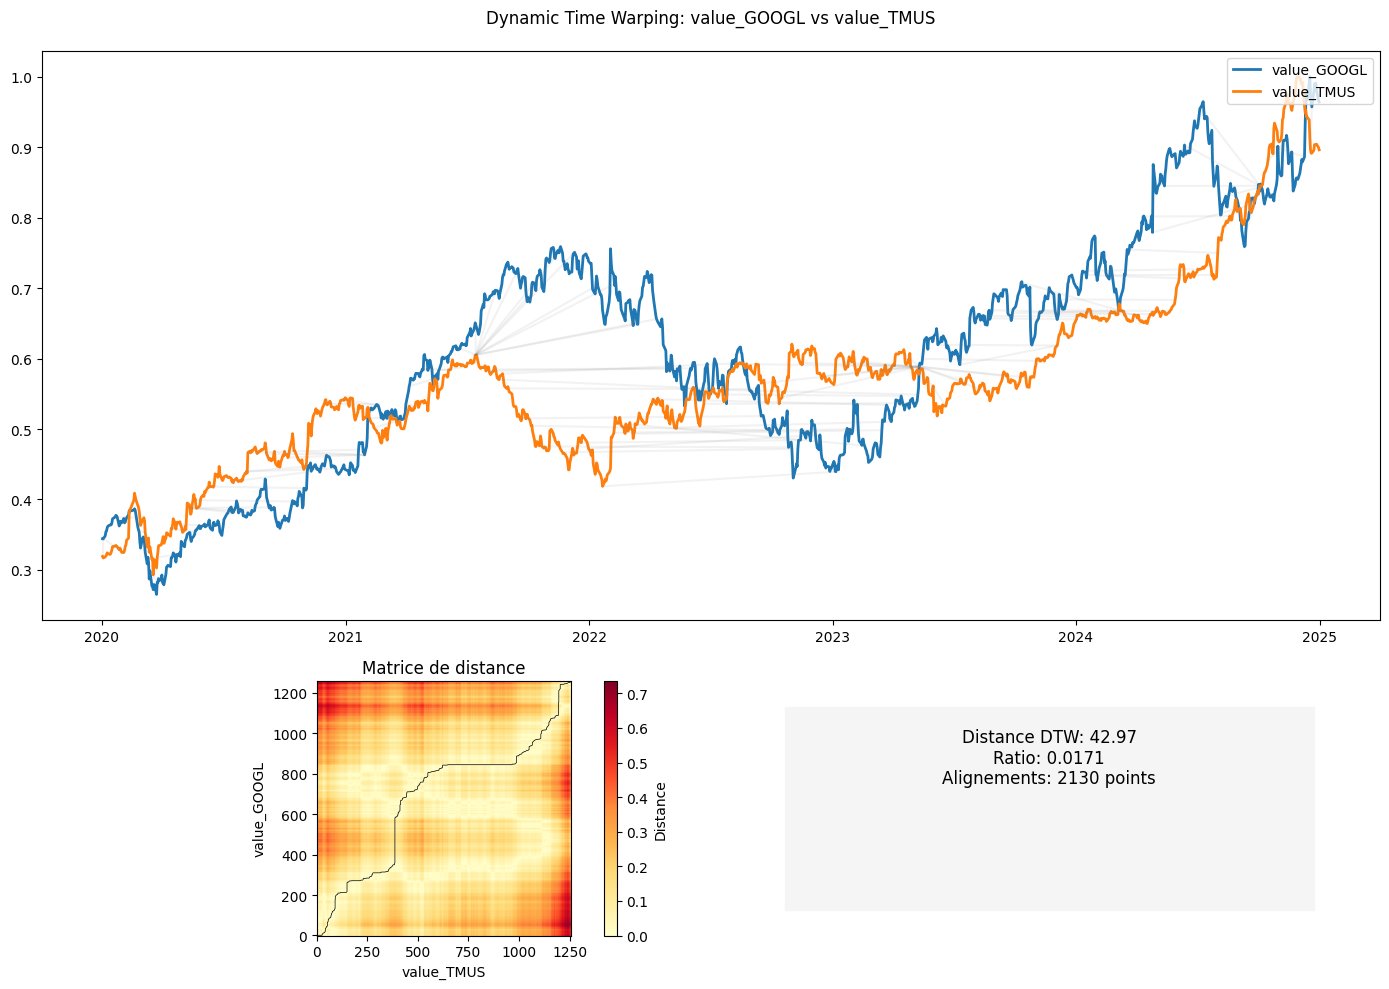 Dynamic Time Warping: value_GOOGL vs value_TMUS
value_GOOGL
value_TMUS
1.0
0.9
0.8
0.7
0.6
0.5
0.4
0.3
2020 2021 2022 2023 2024 2025
Matrice de distance
value_GOOGL
1200
1000
800
600
400
200
0
0 250 500 750 1000 1250
value_TMUS
0.7
0.6
0.5
0.4
0.3
0.2
0.1
0.0
Distance
Distance DTW: 42.97
Ratio: 0.0171
Alignements: 2130 points